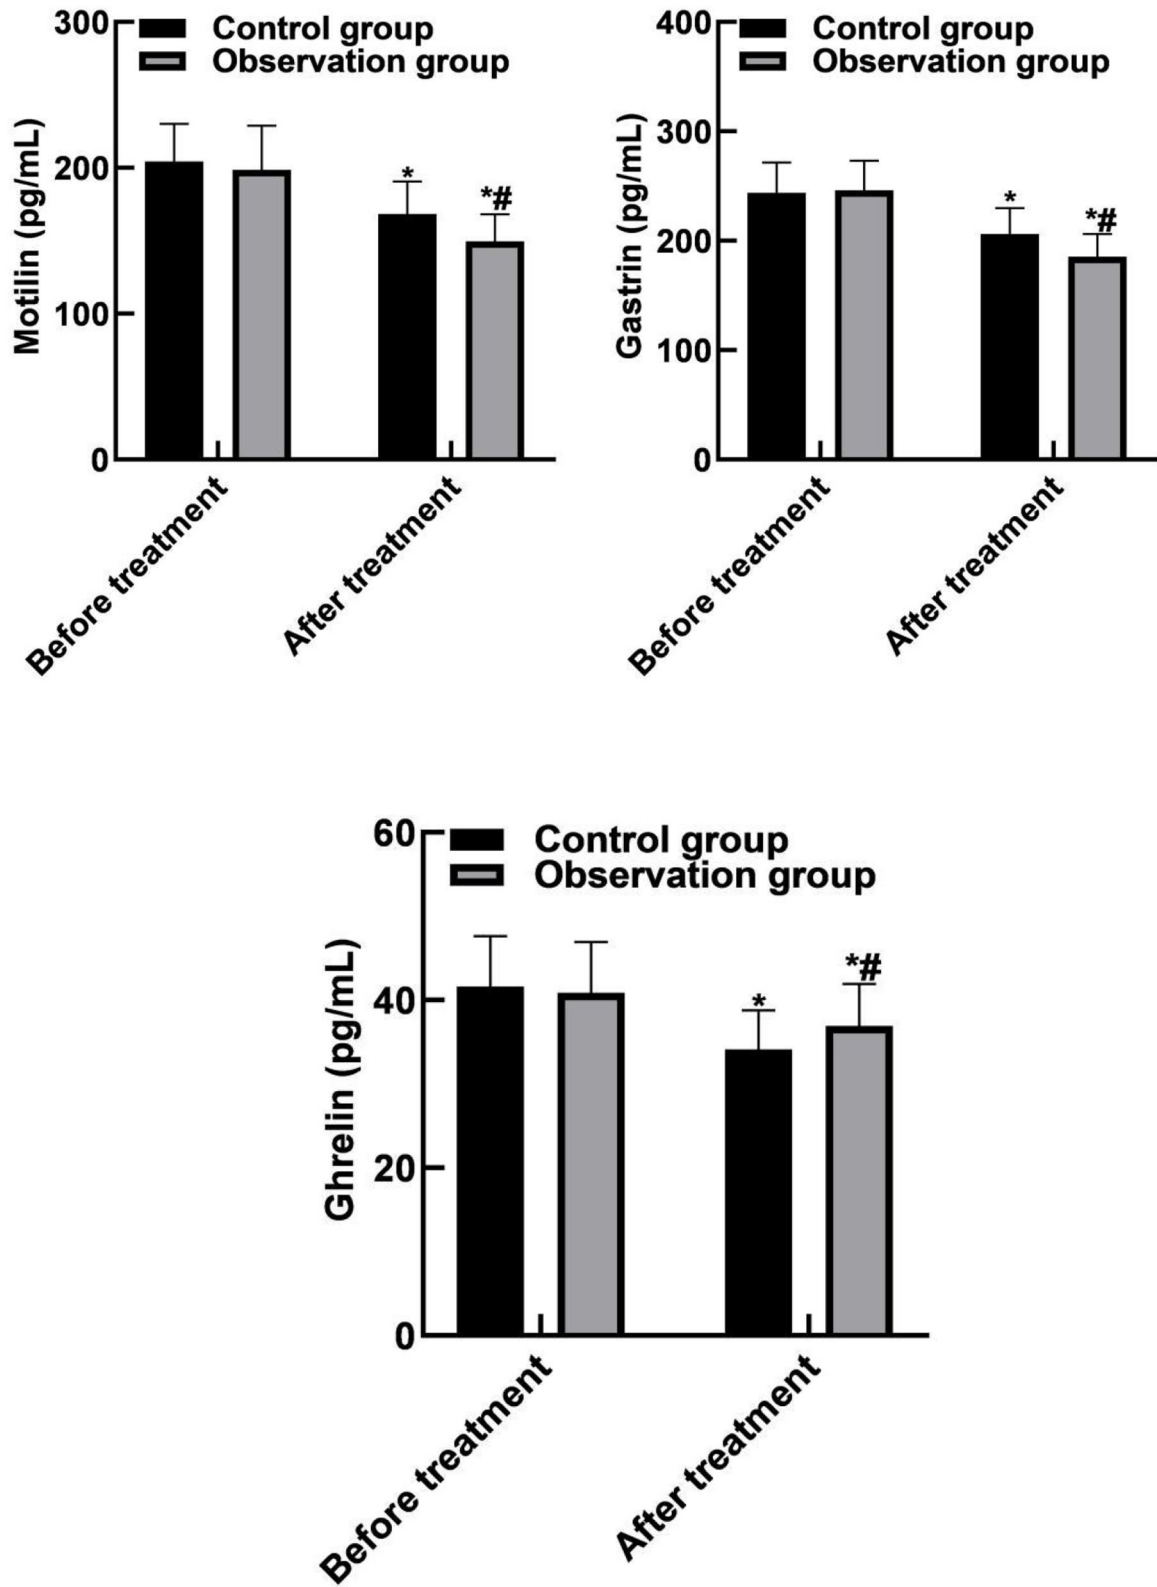 300
Control group
Observation group
Motilin (pg/mL)
200
100
0
*
*#
Before treatment
After treatment
400
Control group
Observation group
Gastrin (pg/mL)
300
200
100
0
*
*#
Before treatment
After treatment
60
Control group
Observation group
Ghrelin (pg/mL)
40
20
0
*
*#
Before treatment
After treatment